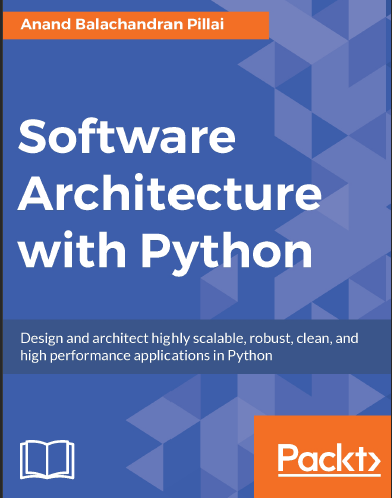 Anand Balachandran Pillai
Software
Architecture
with Python
Design and architect highly scalable, robust, clean, and
high performance applications in Python
Packt>